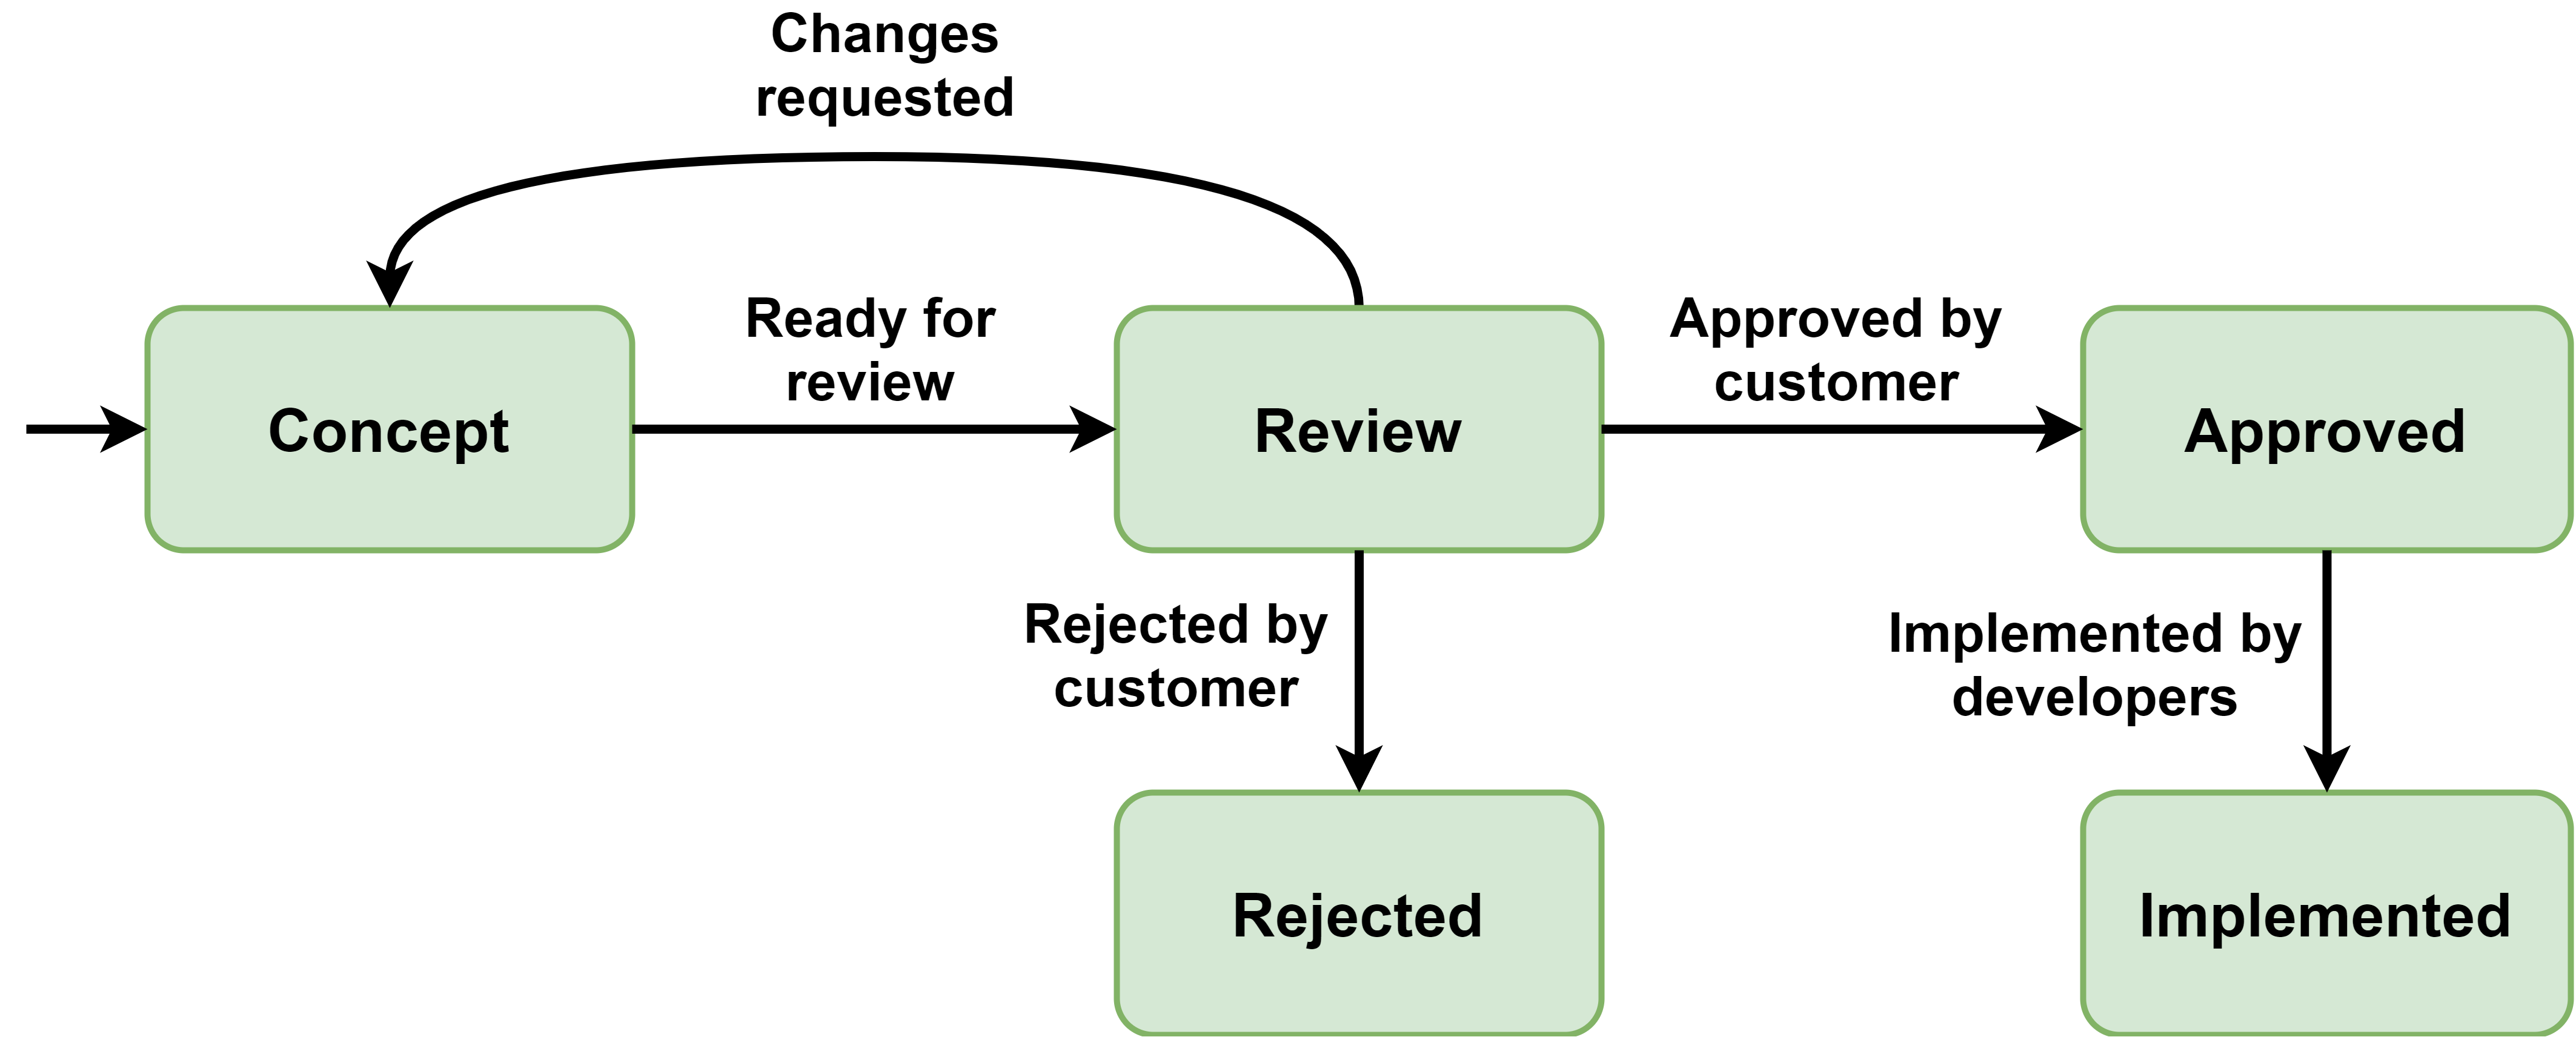 Changes
requested
Ready for
review
Approved by
customer
Concept
Review
Approved
Rejected by
customer
Implemented by
developers
Rejected
Implemented